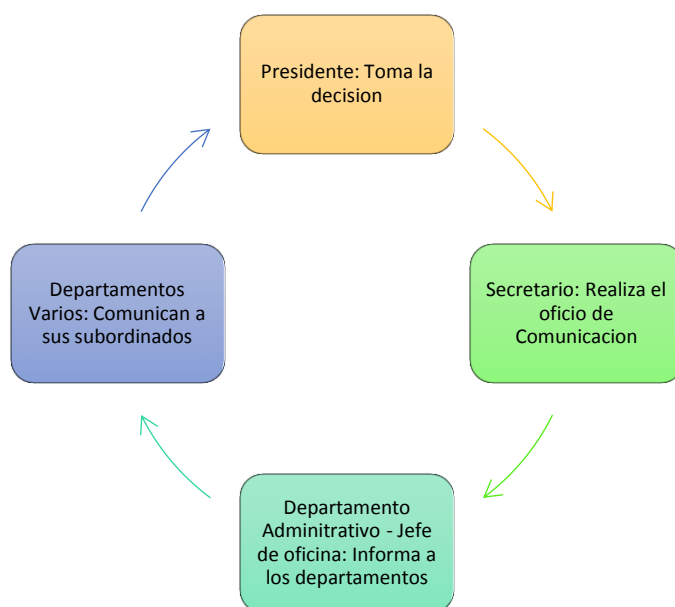 Presidente: Toma la
decision
Secretario: Realiza el
oficio de
Comunicacion
Departamento
Adminitrativo - Jefe
de oficina: Informa a
los departamentos
Departamentos
Varios: Comunican a
sus subordinados